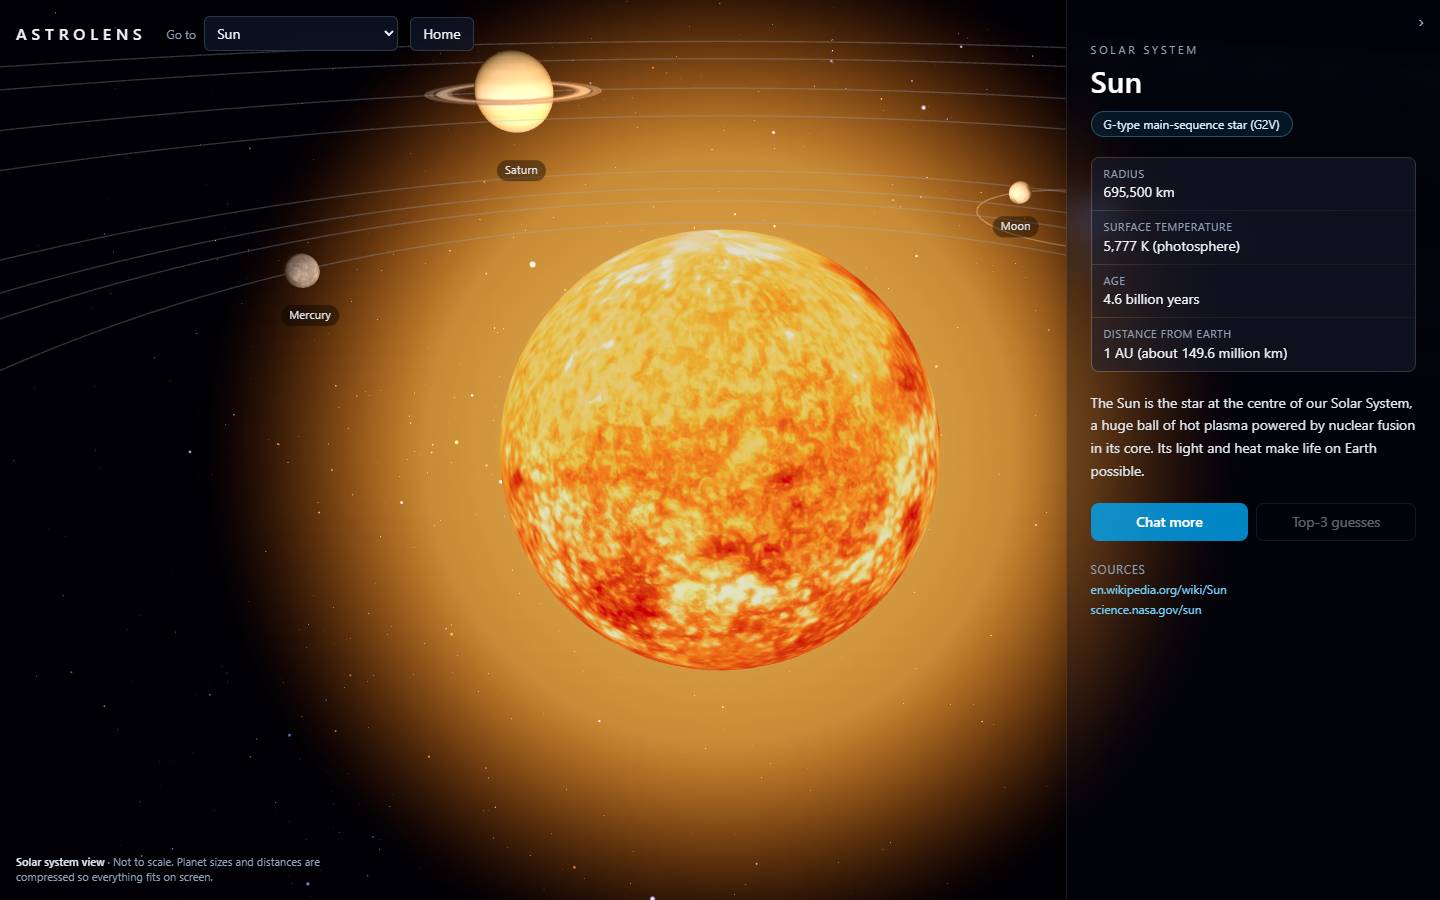 ASTROLENS Go to Sun Home
›
SOLAR SYSTEM
Sun
G-type main-sequence star (G2V)
RADIUS
695,500 km
SURFACE TEMPERATURE
5,777 K (photosphere)
AGE
4.6 billion years
DISTANCE FROM EARTH
1 AU (about 149.6 million km)
The Sun is the star at the centre of our Solar System,
a huge ball of hot plasma powered by nuclear fusion
in its core. Its light and heat make life on Earth
possible.
Chat more Top-3 guesses
SOURCES
en.wikipedia.org/wiki/Sun
science.nasa.gov/sun
Saturn
Moon
Mercury
Solar system view · Not to scale. Planet sizes and distances are
compressed so everything fits on screen.